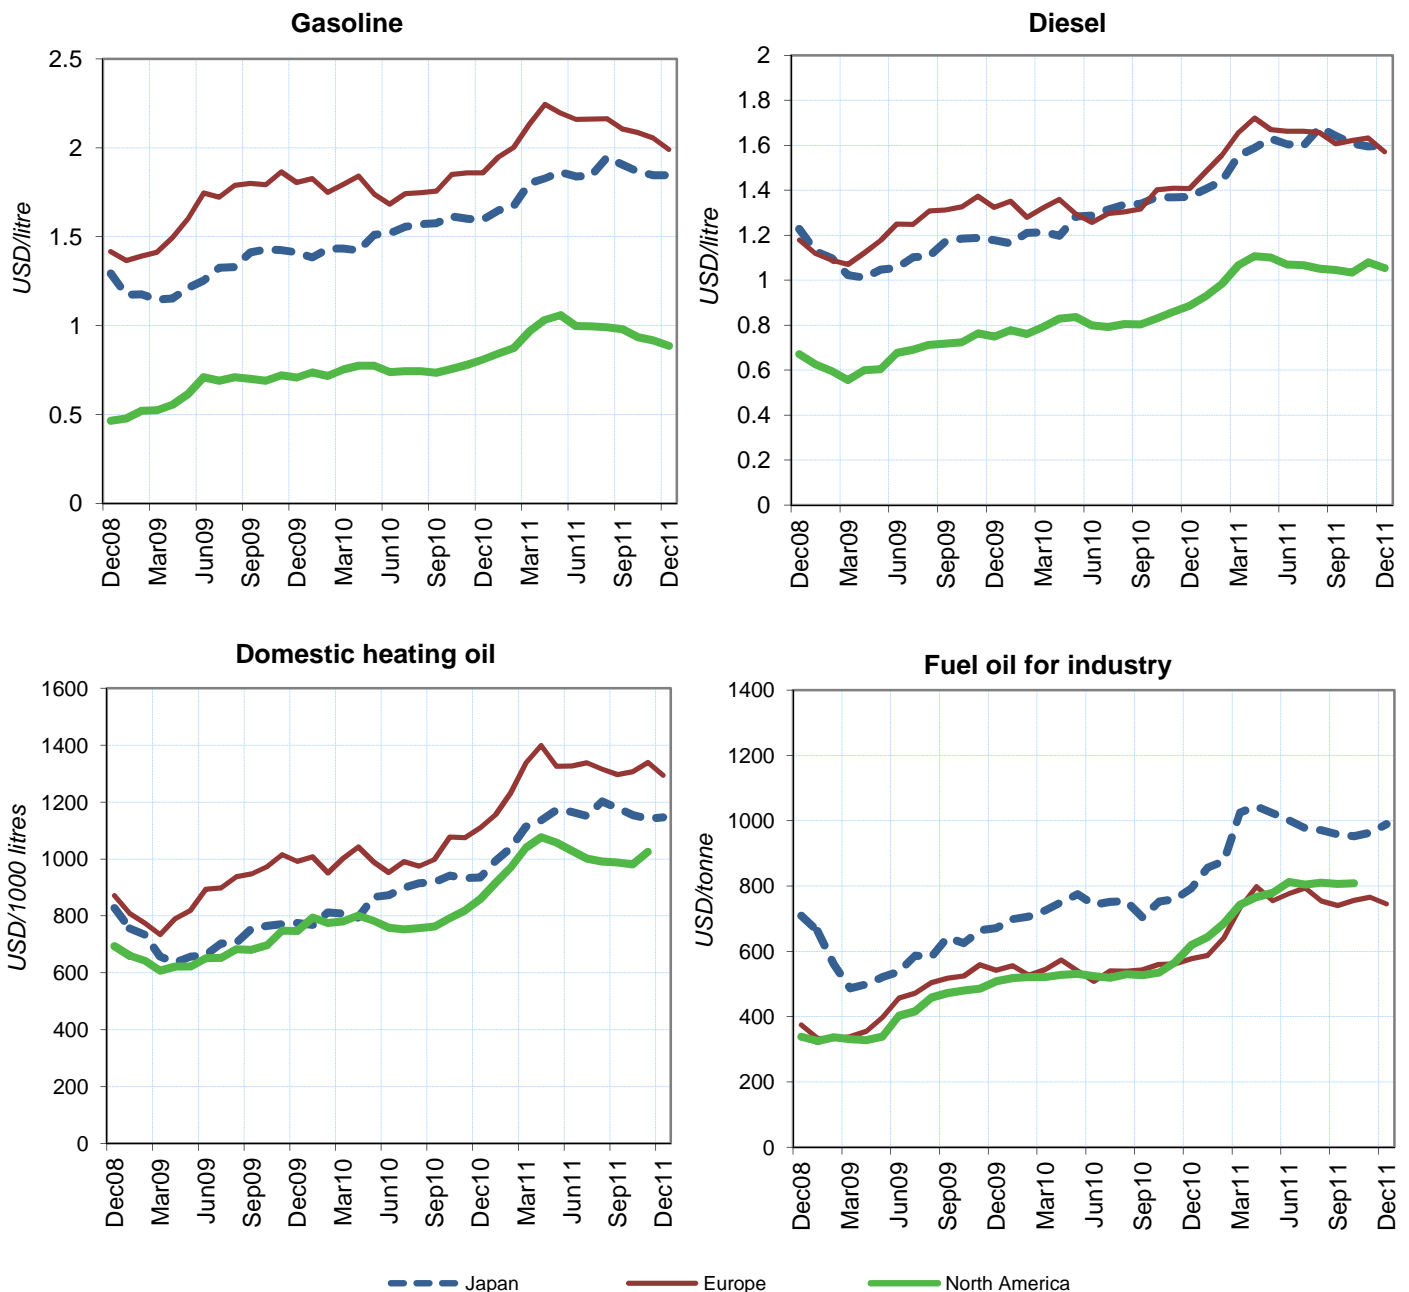 Gasoline
2.5
2
1.5
1
0.5
0
USD/litre
Dec08
Mar09
Jun09
Sep09
Dec09
Mar10
Jun10
Sep10
Dec10
Mar11
Jun11
Sep11
Dec11
Diesel
2
1.8
1.6
1.4
1.2
1
0.8
0.6
0.4
0.2
0
USD/litre
Dec08
Mar09
Jun09
Sep09
Dec09
Mar10
Jun10
Sep10
Dec10
Mar11
Jun11
Sep11
Dec11
Domestic heating oil
1600
1400
1200
1000
800
600
400
200
0
USD/1000 litres
Dec08
Mar09
Jun09
Sep09
Dec09
Mar10
Jun10
Sep10
Dec10
Mar11
Jun11
Sep11
Dec11
Fuel oil for industry
1400
1200
1000
800
600
400
200
0
USD/tonne
Dec08
Mar09
Jun09
Sep09
Dec09
Mar10
Jun10
Sep10
Dec10
Mar11
Jun11
Sep11
Dec11
Japan
Europe
North America